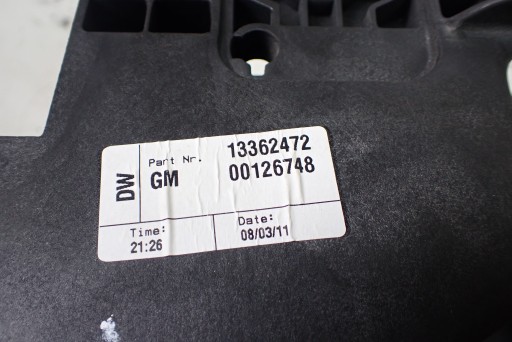 DW
Part Nr. 13362472
GM 00126748
Time: Date:
21:26 08/03/11